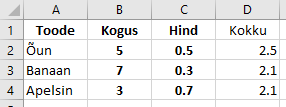 A B C D
1 Toode Kogus Hind Kokku
2 Õun 5 0.5 2.5
3 Banaan 7 0.3 2.1
4 Apelsin 3 0.7 2.1